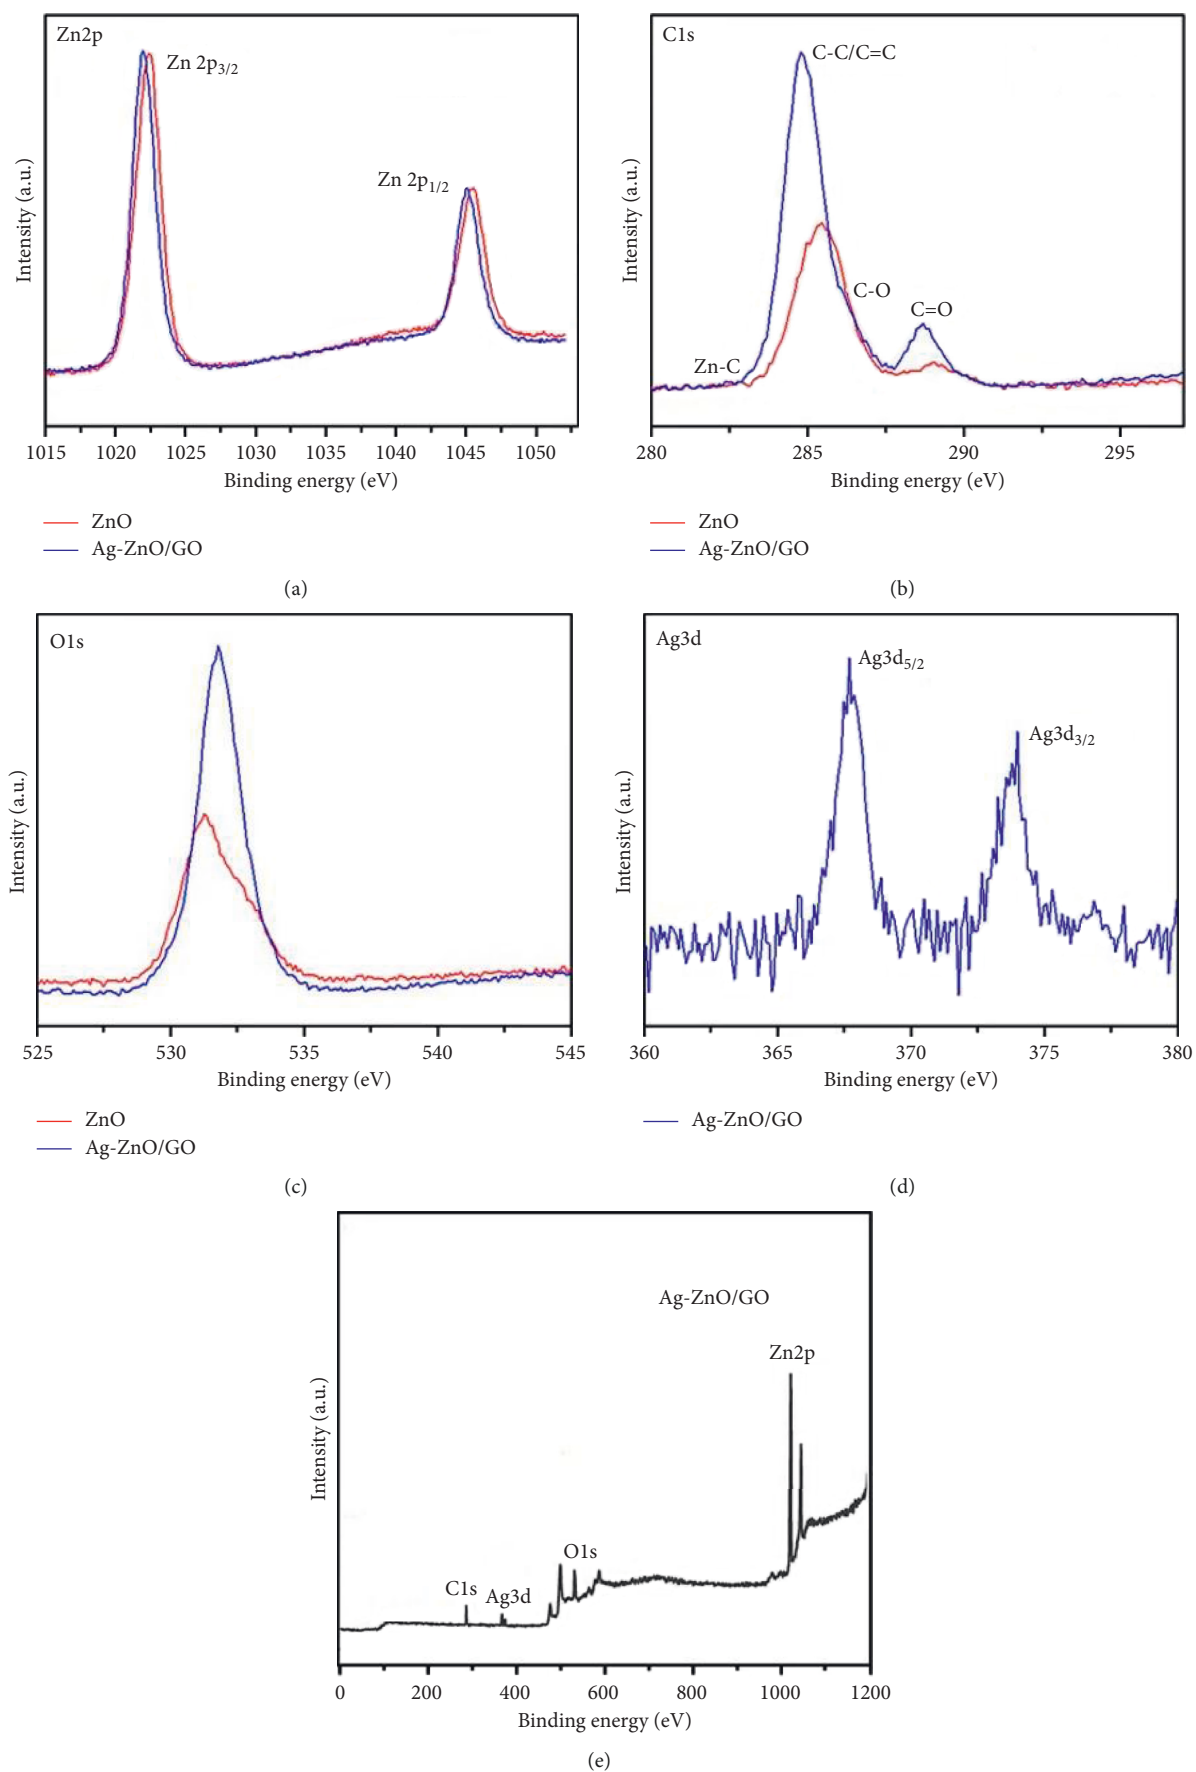 Zn2p
Zn 2p3/2
Zn 2p1/2
Intensity (a.u.)
1015 1020 1025 1030 1035 1040 1045 1050
Binding energy (eV)
ZnO
Ag-ZnO/GO
(a)
C1s
C-C/C=C
C-O
C=O
Zn-C
Intensity (a.u.)
280 285 290 295
Binding energy (eV)
ZnO
Ag-ZnO/GO
(b)
O1s
Intensity (a.u.)
525 530 535 540 545
Binding energy (eV)
ZnO
Ag-ZnO/GO
(c)
Ag3d
Ag3d5/2
Ag3d3/2
Intensity (a.u.)
360 365 370 375 380
Binding energy (eV)
Ag-ZnO/GO
(d)
Ag-ZnO/GO
Zn2p
O1s
C1s
Ag3d
Intensity (a.u.)
0 200 400 600 800 1000 1200
Binding energy (eV)
(e)